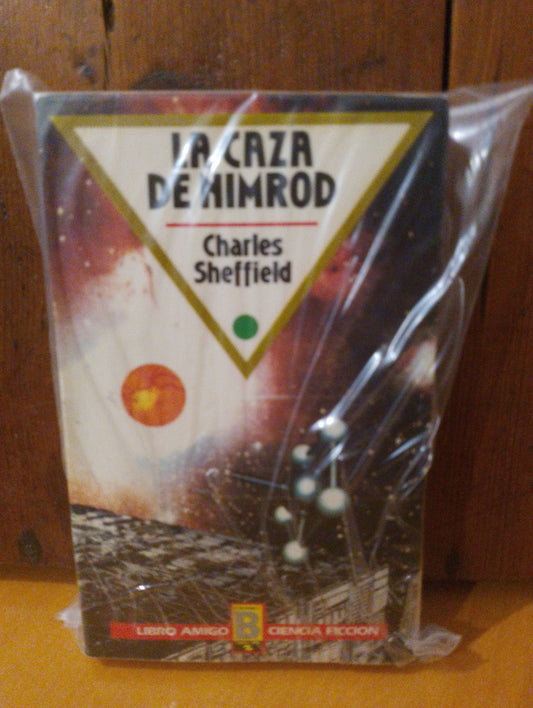 LA CAZA
DE NIMROD
Charles
Sheffield
LIBRO AMIGO B CIENCIA FICCION